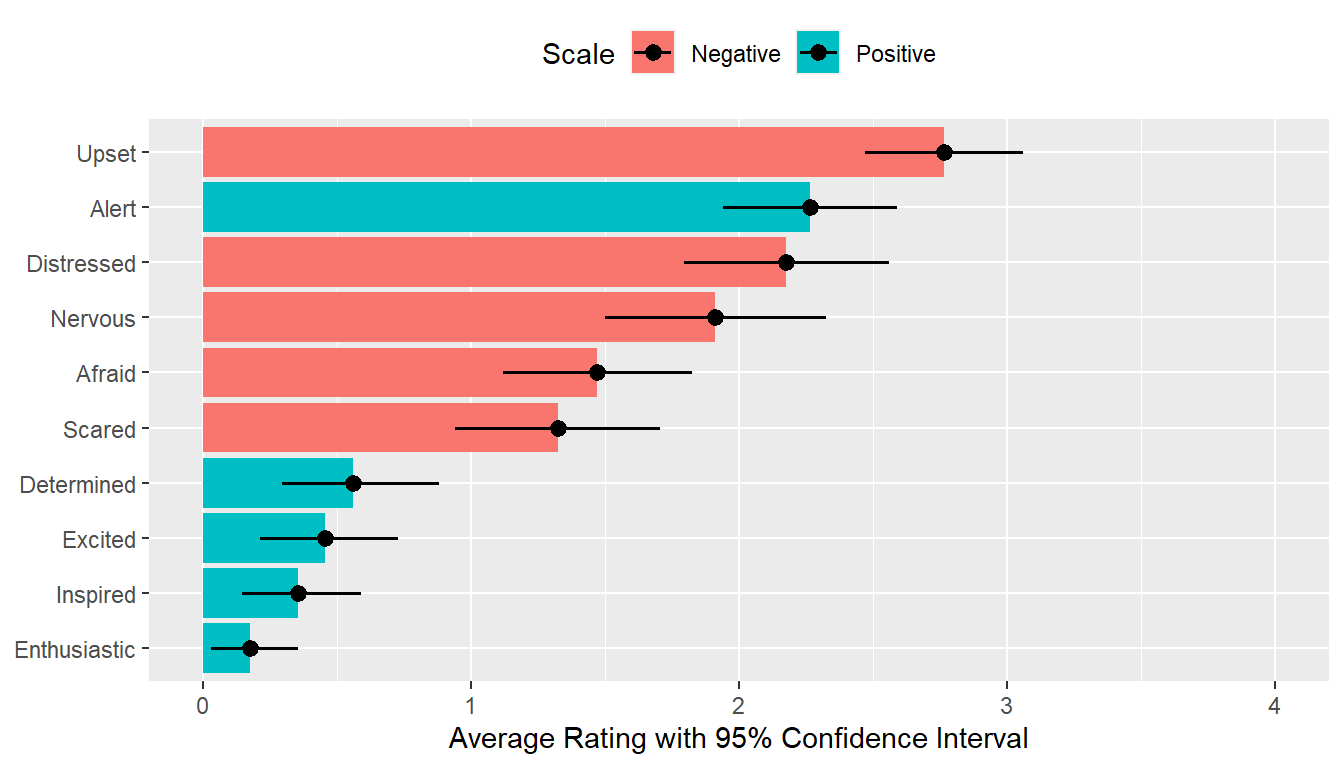 Scale Negative Positive
Upset
Alert
Distressed
Nervous
Afraid
Scared
Determined
Excited
Inspired
Enthusiastic
0 1 2 3 4
Average Rating with 95% Confidence Interval